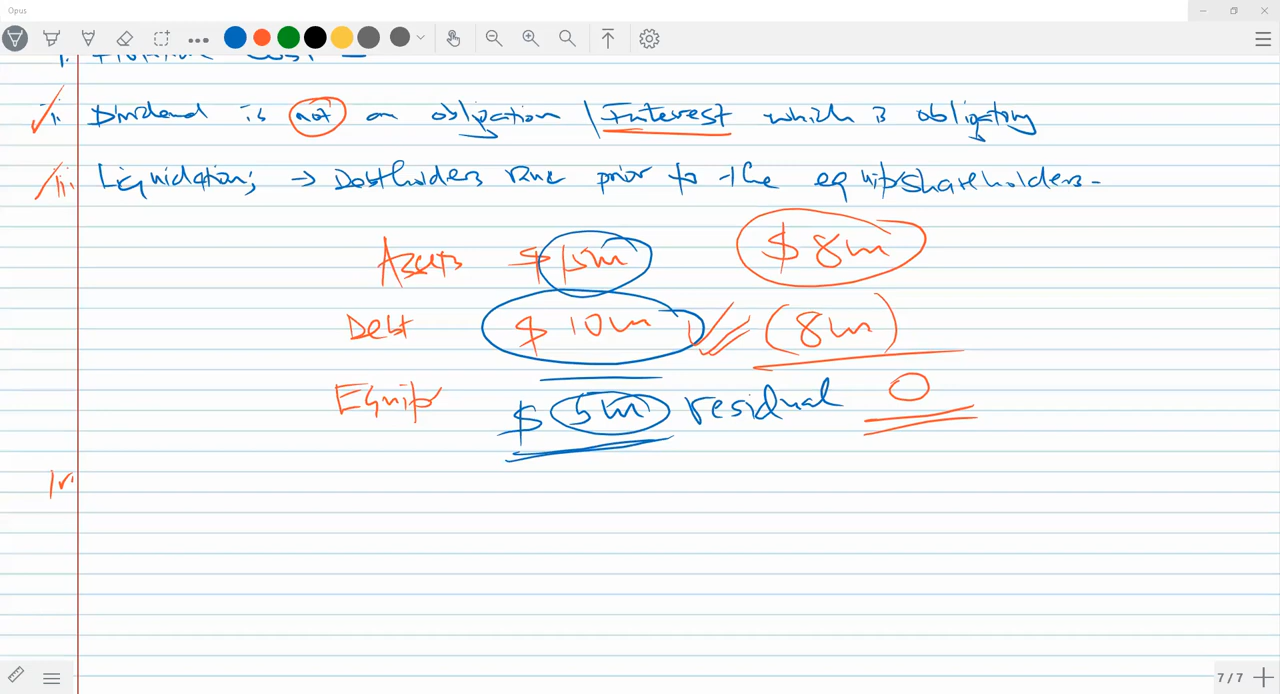 Opus
ii. Dividend is not an obligation | Interest which is obligatory
iii. Liquidation; → Debtholders rank prior to the equity shareholders.
Assets $ 15m $ 8m
Debt $ 10m (8m)
Equity $ 5m residual 0
iv.
7 / 7